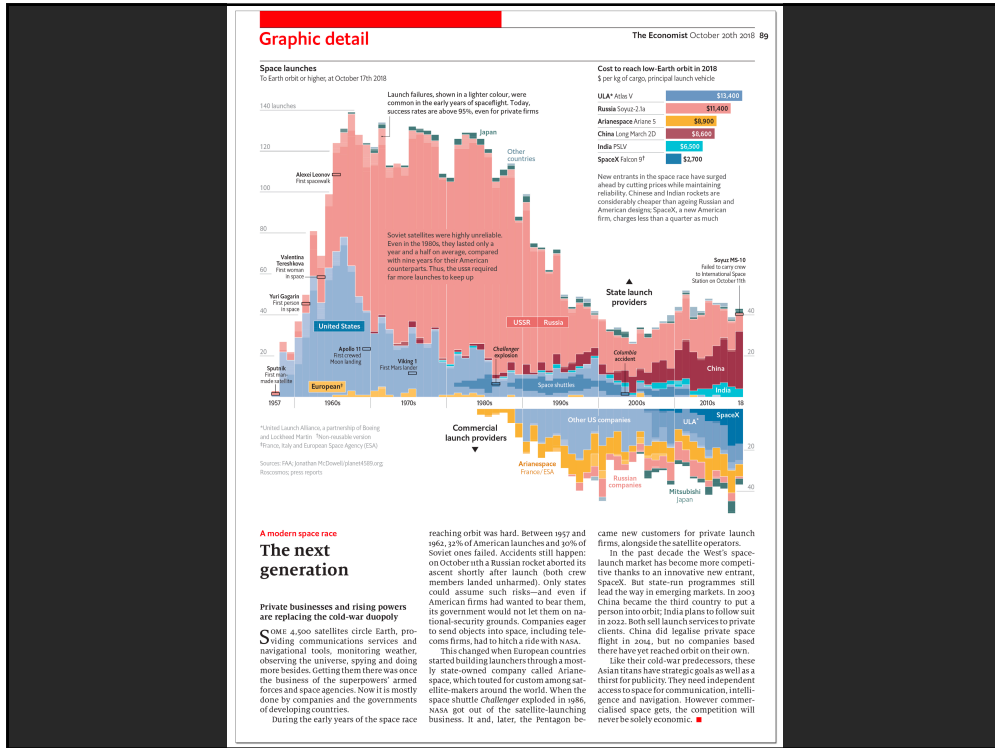 Graphic detail
The Economist October 20th 2018 89
Space launches
To Earth orbit or higher, at October 17th 2018
140 launches
120
100
80
60
40
20
Launch failures, shown in a lighter colour, were
common in the early years of spaceflight. Today,
success rates are above 95%, even for private firms
Japan
Other
countries
Alexei Leonov
First spacewalk
Valentina
Tereshkova
First woman
in space
Yuri Gagarin
First person
in space
Sputnik
First man-
made satellite
United States
Apollo 11
First crewed
Moon landing
Viking 1
First Mars lander
European‡
Soviet satellites were highly unreliable.
Even in the 1980s, they lasted only a
year and a half on average, compared
with nine years for their American
counterparts. Thus, the USSR required
far more launches to keep up
USSR Russia
Challenger
explosion
Space shuttles
Columbia
accident
State launch
providers
Soyuz MS-10
Failed to carry crew
to International Space
Station on October 11th
40
20
China
India
1957 1960s 1970s 1980s 1990s 2000s 2010s 18
Commercial
launch providers
Other US companies
ULA*
SpaceX
Arianespace
France/ESA
Russian
companies
Mitsubishi
Japan
20
40
Cost to reach low-Earth orbit in 2018
$ per kg of cargo, principal launch vehicle
ULA* Atlas V $13,400
Russia Soyuz-2.1a $11,400
Arianespace Ariane 5 $8,900
China Long March 2D $8,600
India PSLV $6,500
SpaceX Falcon 9† $2,700
New entrants in the space race have surged
ahead by cutting prices while maintaining
reliability. Chinese and Indian rockets are
considerably cheaper than ageing Russian and
American designs; SpaceX, a new American
firm, charges less than a quarter as much
*United Launch Alliance, a partnership of Boeing
and Lockheed Martin †Non-reusable version
‡France, Italy and European Space Agency (ESA)
Sources: FAA; Jonathan McDowell/planet4589.org;
Roscosmos; press reports
A modern space race
The next
generation
Private businesses and rising powers
are replacing the cold-war duopoly
SOME 4,500 satellites circle Earth, pro-
viding communications services and
navigational tools, monitoring weather,
observing the universe, spying and doing
more besides. Getting them there was once
the business of the superpowers' armed
forces and space agencies. Now it is mostly
done by companies and the governments
of developing countries.
During the early years of the space race
reaching orbit was hard. Between 1957 and
1962, 32% of American launches and 30% of
Soviet ones failed. Accidents still happen:
on October 11th a Russian rocket aborted its
ascent shortly after launch (both crew
members landed unharmed). Only states
could assume such risks—and even if
American firms had wanted to bear them,
its government would not let them on na-
tional-security grounds. Companies eager
to send objects into space, including tele-
coms firms, had to hitch a ride with NASA.
This changed when European countries
started building launchers through a most-
ly state-owned company called Ariane-
space, which touted for custom among sat-
ellite-makers around the world. When the
space shuttle Challenger exploded in 1986,
NASA got out of the satellite-launching
business. It and, later, the Pentagon be-
came new customers for private launch
firms, alongside the satellite operators.
In the past decade the West's space-
launch market has become more competi-
tive thanks to an innovative new entrant,
SpaceX. But state-run programmes still
lead the way in emerging markets. In 2003
China became the third country to put a
person into orbit; India plans to follow suit
in 2022. Both sell launch services to private
clients. China did legalise private space
flight in 2014, but no companies based
there have yet reached orbit on their own.
Like their cold-war predecessors, these
Asian titans have strategic goals as well as a
thirst for publicity. They need independent
access to space for communication, intelli-
gence and navigation. However commer-
cialised space gets, the competition will
never be solely economic.